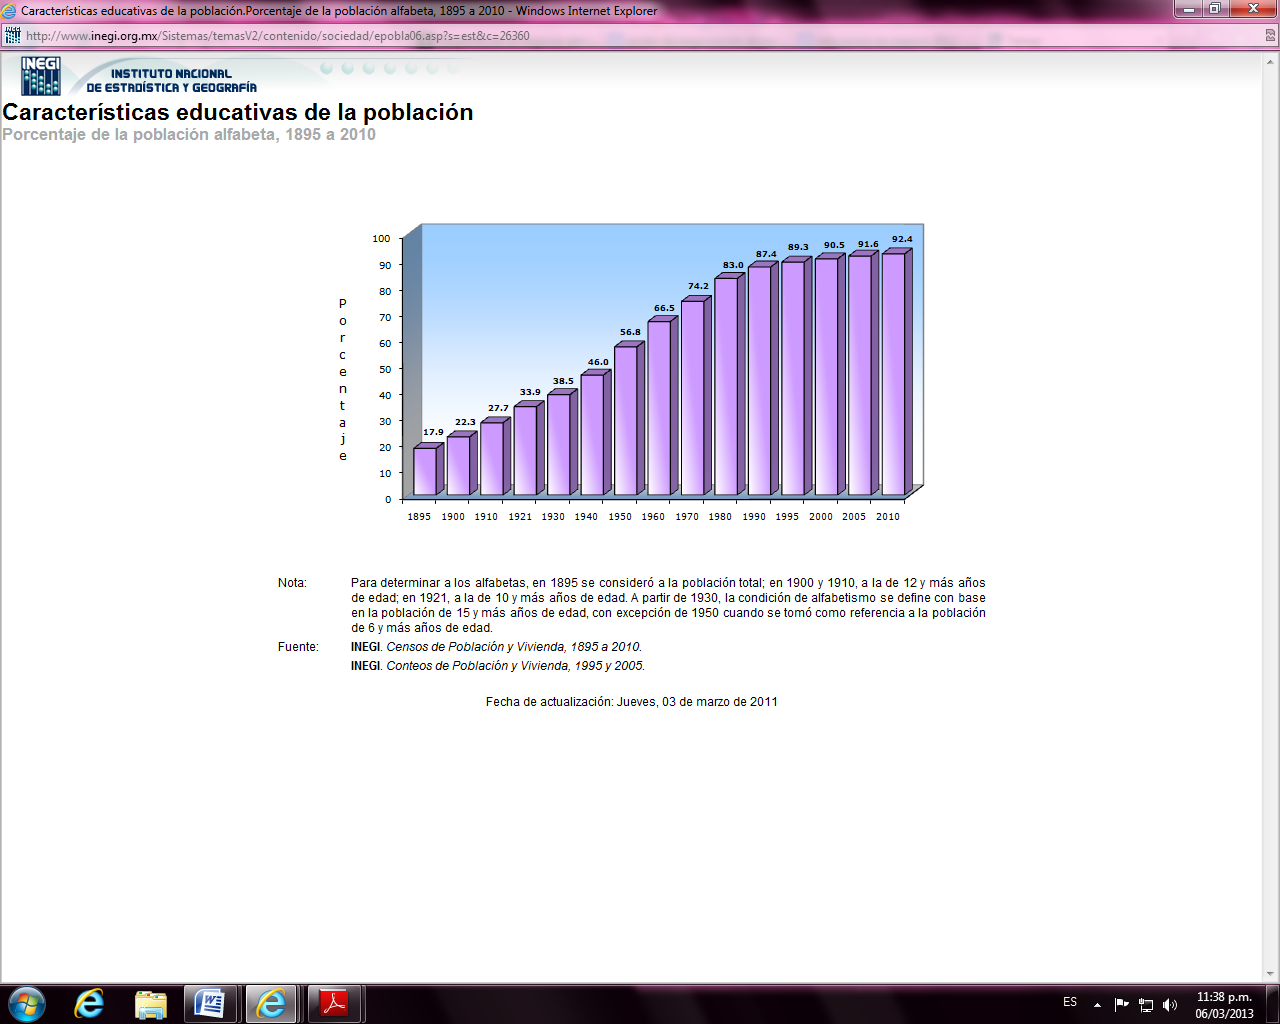 Características educativas de la población.Porcentaje de la población alfabeta, 1895 a 2010 - Windows Internet Explorer
http://www.inegi.org.mx/Sistemas/temasV2/contenido/sociedad/epobla06.asp?s=est&c=26360
INEGI
INSTITUTO NACIONAL
DE ESTADÍSTICA Y GEOGRAFÍA
Características educativas de la población
Porcentaje de la población alfabeta, 1895 a 2010
Porcentaje
100
90
80
70
60
50
40
30
20
10
0
17.9 22.3 27.7 33.9 38.5 46.0 56.8 66.5 74.2 83.0 87.4 89.3 90.5 91.6 92.4
1895 1900 1910 1921 1930 1940 1950 1960 1970 1980 1990 1995 2000 2005 2010
Nota: Para determinar a los alfabetas, en 1895 se consideró a la población total; en 1900 y 1910, a la de 12 y más años
de edad; en 1921, a la de 10 y más años de edad. A partir de 1930, la condición de alfabetismo se define con base
en la población de 15 y más años de edad, con excepción de 1950 cuando se tomó como referencia a la población
de 6 y más años de edad.
Fuente: INEGI. Censos de Población y Vivienda, 1895 a 2010.
INEGI. Conteos de Población y Vivienda, 1995 y 2005.
Fecha de actualización: Jueves, 03 de marzo de 2011
ES
11:38 p.m.
06/03/2013